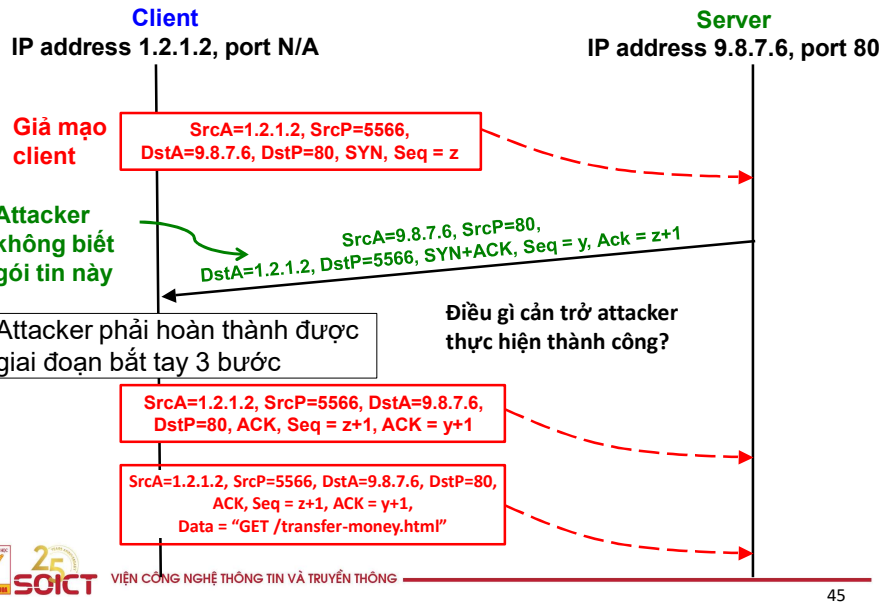 Client
IP address 1.2.1.2, port N/A
Server
IP address 9.8.7.6, port 80
Giả mạo
client
SrcA=1.2.1.2, SrcP=5566,
DstA=9.8.7.6, DstP=80, SYN, Seq = z
Attacker
không biết
gói tin này
SrcA=9.8.7.6, SrcP=80,
DstA=1.2.1.2, DstP=5566, SYN+ACK, Seq = y, Ack = z+1
Attacker phải hoàn thành được
giai đoạn bắt tay 3 bước
Điều gì cản trở attacker
thực hiện thành công?
SrcA=1.2.1.2, SrcP=5566, DstA=9.8.7.6,
DstP=80, ACK, Seq = z+1, ACK = y+1
SrcA=1.2.1.2, SrcP=5566, DstA=9.8.7.6, DstP=80,
ACK, Seq = z+1, ACK = y+1,
Data = “GET /transfer-money.html”
25
SOICT
VIỆN CÔNG NGHỆ THÔNG TIN VÀ TRUYỀN THÔNG
45